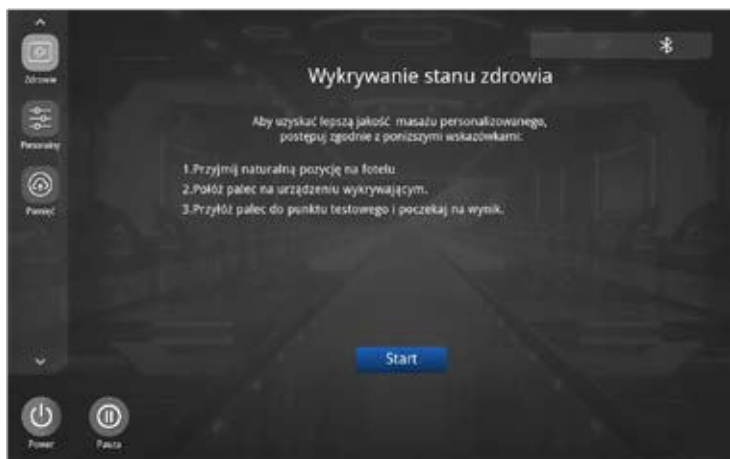 Zdrowie
Personalny
Pamięć
Wykrywanie stanu zdrowia
Aby uzyskać lepszą jakość masażu personalizowanego,
postępuj zgodnie z poniższymi wskazówkami:
1.Przyjmij naturalną pozycję na fotelu
2.Połóż palec na urządzeniu wykrywającym.
3.Przyłóż palec do punktu testowego i poczekaj na wynik.
Start
Power
Pauza